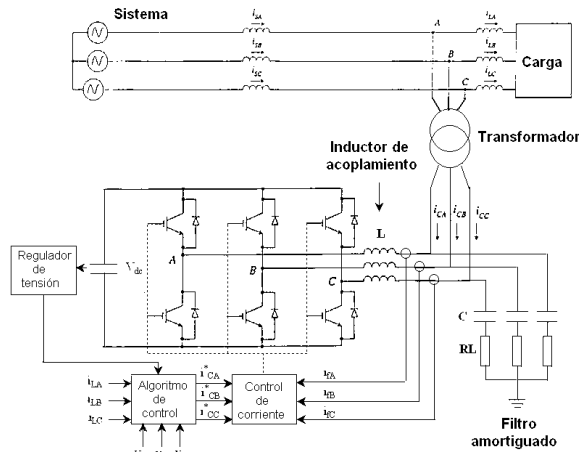 Sistema
i_SA
i_LA
A
i_SB
B
i_LB
Carga
i_SC
C
i_LC
Transformador
Inductor de
acoplamiento
i_CA
i_CB
i_CC
L
Regulador
de
tensión
V_dc
A
B
C
C
RL
Filtro
amortiguado
i_LA
i_LB
i_LC
Algoritmo
de
control
i*_CA
i*_CB
i*_CC
Control
de
corriente
i_fA
i_fB
i_fC